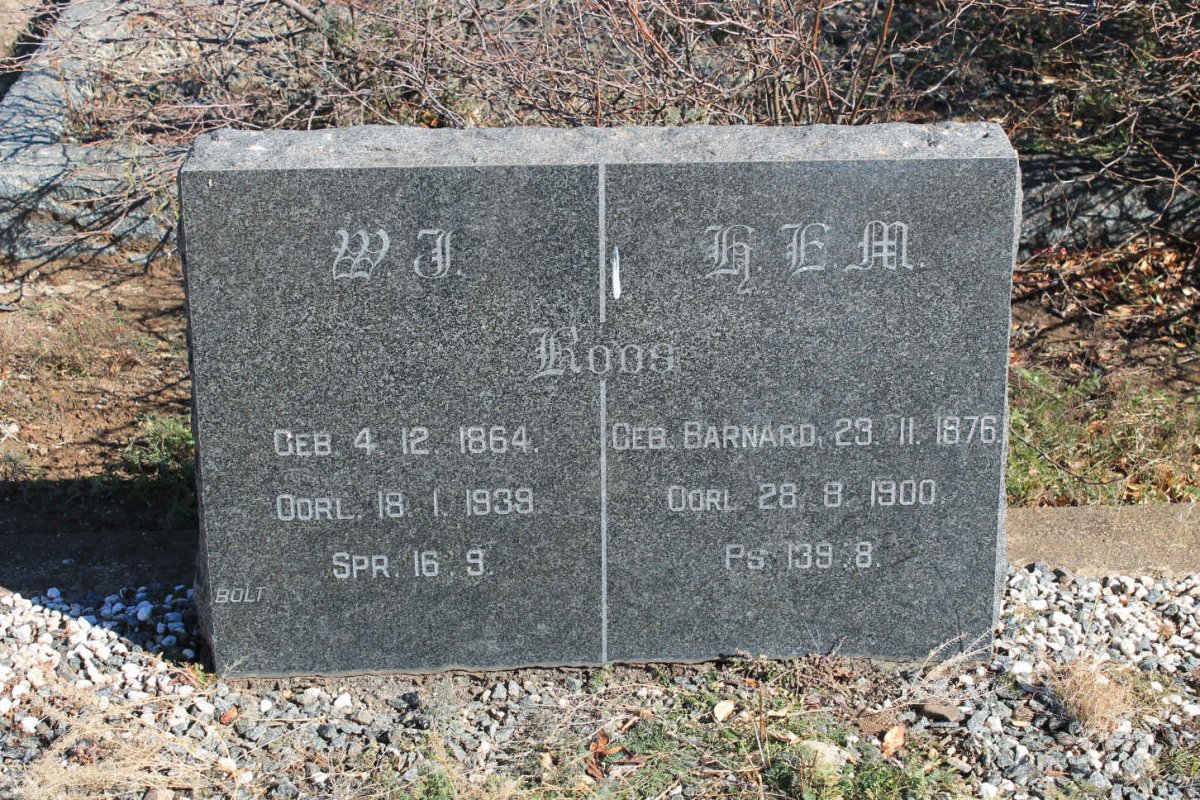 W. J.
H. E. M.
Roos
GEB. 4. 12. 1864.
OORL. 18. 1. 1939
SPR. 16:9.
GEB. BARNARD, 23. 11. 1876.
OORL. 28. 8. 1900.
PS. 139:8.
BOLT